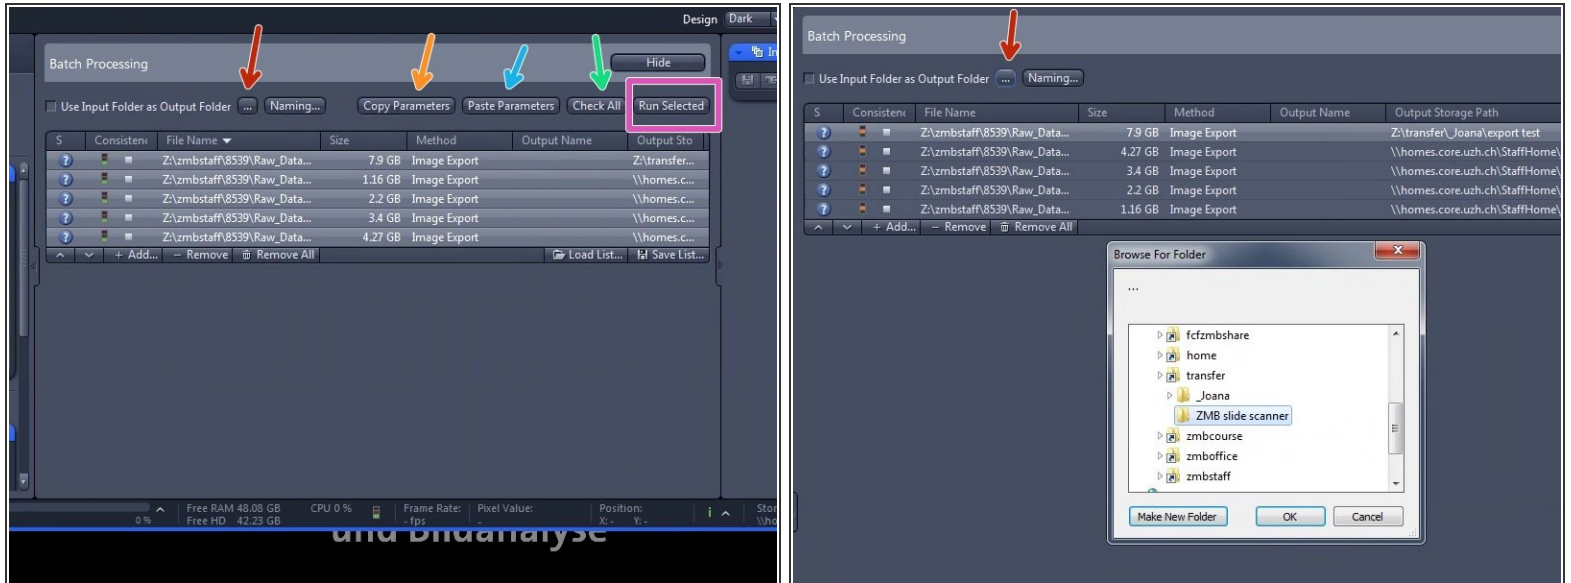 Design Dark
Batch Processing
Hide
In
Use Input Folder as Output Folder ... Naming... Copy Parameters Paste Parameters Check All Run Selected
S Consistenc File Name Size Method Output Name Output Sto
Z:\zmbstaff\8539\Raw_Data... 7.9 GB Image Export Z:\transfer...
Z:\zmbstaff\8539\Raw_Data... 1.16 GB Image Export \\homes.c...
Z:\zmbstaff\8539\Raw_Data... 2.2 GB Image Export \\homes.c...
Z:\zmbstaff\8539\Raw_Data... 3.4 GB Image Export \\homes.c...
Z:\zmbstaff\8539\Raw_Data... 4.27 GB Image Export \\homes.c...
+ Add... − Remove Remove All Load List... Save List...
0 % Free RAM 48.08 GB CPU 0 % Frame Rate: Pixel Value: Position: i Stor
Free HD 42.23 GB - fps - X: - Y: - \\ho
und Bildanalyse
Batch Processing
Use Input Folder as Output Folder ... Naming...
S Consistenc File Name Size Method Output Name Output Storage Path
Z:\zmbstaff\8539\Raw_Data... 7.9 GB Image Export Z:\transfer\_Joana\export test
Z:\zmbstaff\8539\Raw_Data... 4.27 GB Image Export \\homes.core.uzh.ch\StaffHome\
Z:\zmbstaff\8539\Raw_Data... 3.4 GB Image Export \\homes.core.uzh.ch\StaffHome\
Z:\zmbstaff\8539\Raw_Data... 2.2 GB Image Export \\homes.core.uzh.ch\StaffHome\
Z:\zmbstaff\8539\Raw_Data... 1.16 GB Image Export \\homes.core.uzh.ch\StaffHome\
+ Add... − Remove Remove All
Browse For Folder
...
fcfzmbshare
home
transfer
_Joana
ZMB slide scanner
zmbcourse
zmboffice
zmbstaff
Make New Folder OK Cancel